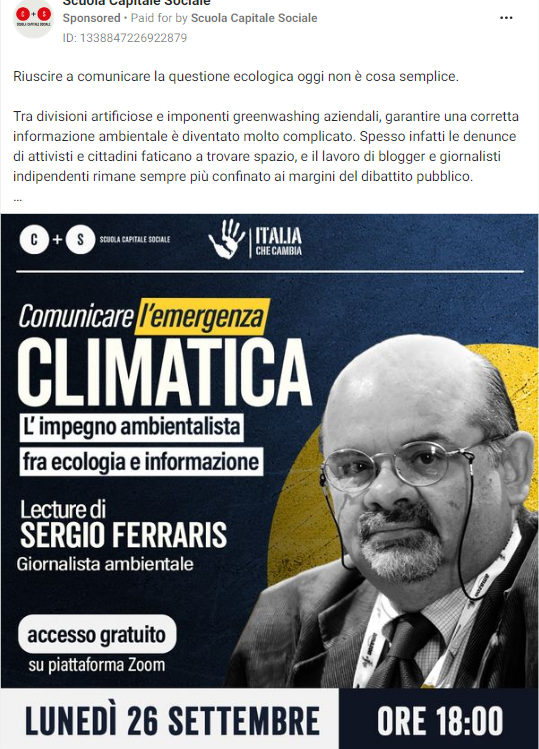 Scuola Capitale Sociale
Sponsored • Paid for by Scuola Capitale Sociale
ID: 1338847226922879
Riuscire a comunicare la questione ecologica oggi non è cosa semplice.
Tra divisioni artificiose e imponenti greenwashing aziendali, garantire una corretta
informazione ambientale è diventato molto complicato. Spesso infatti le denunce
di attivisti e cittadini faticano a trovare spazio, e il lavoro di blogger e giornalisti
indipendenti rimane sempre più confinato ai margini del dibattito pubblico.
...
C + S SCUOLA CAPITALE SOCIALE
ITALIA
CHE CAMBIA
Comunicare l'emergenza
CLIMATICA
L' impegno ambientalista
fra ecologia e informazione
Lecture di
SERGIO FERRARIS
Giornalista ambientale
accesso gratuito
su piattaforma Zoom
LUNEDÌ 26 SETTEMBRE
ORE 18:00